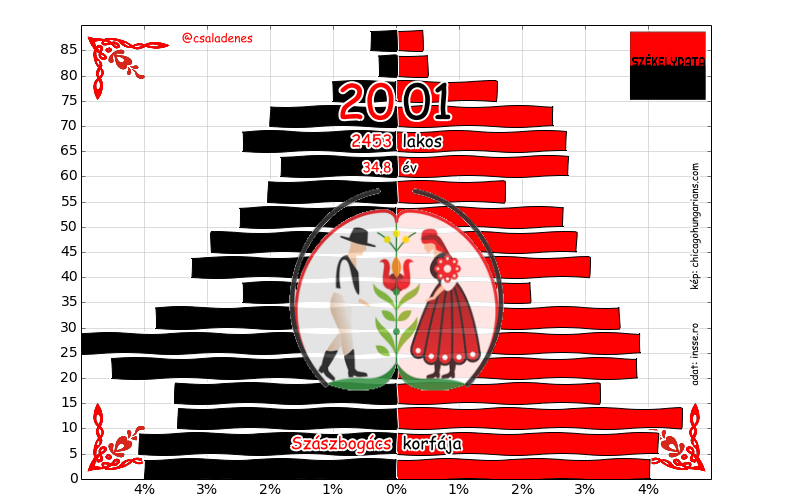 @csaladenes
SZÉKELYDATA
2001
2453 lakos
34.8 év
kép: chicagohungarians.com
adat: insse.ro
Szászbogács korfája
85
80
75
70
65
60
55
50
45
40
35
30
25
20
15
10
5
0
4% 3% 2% 1% 0% 1% 2% 3% 4%